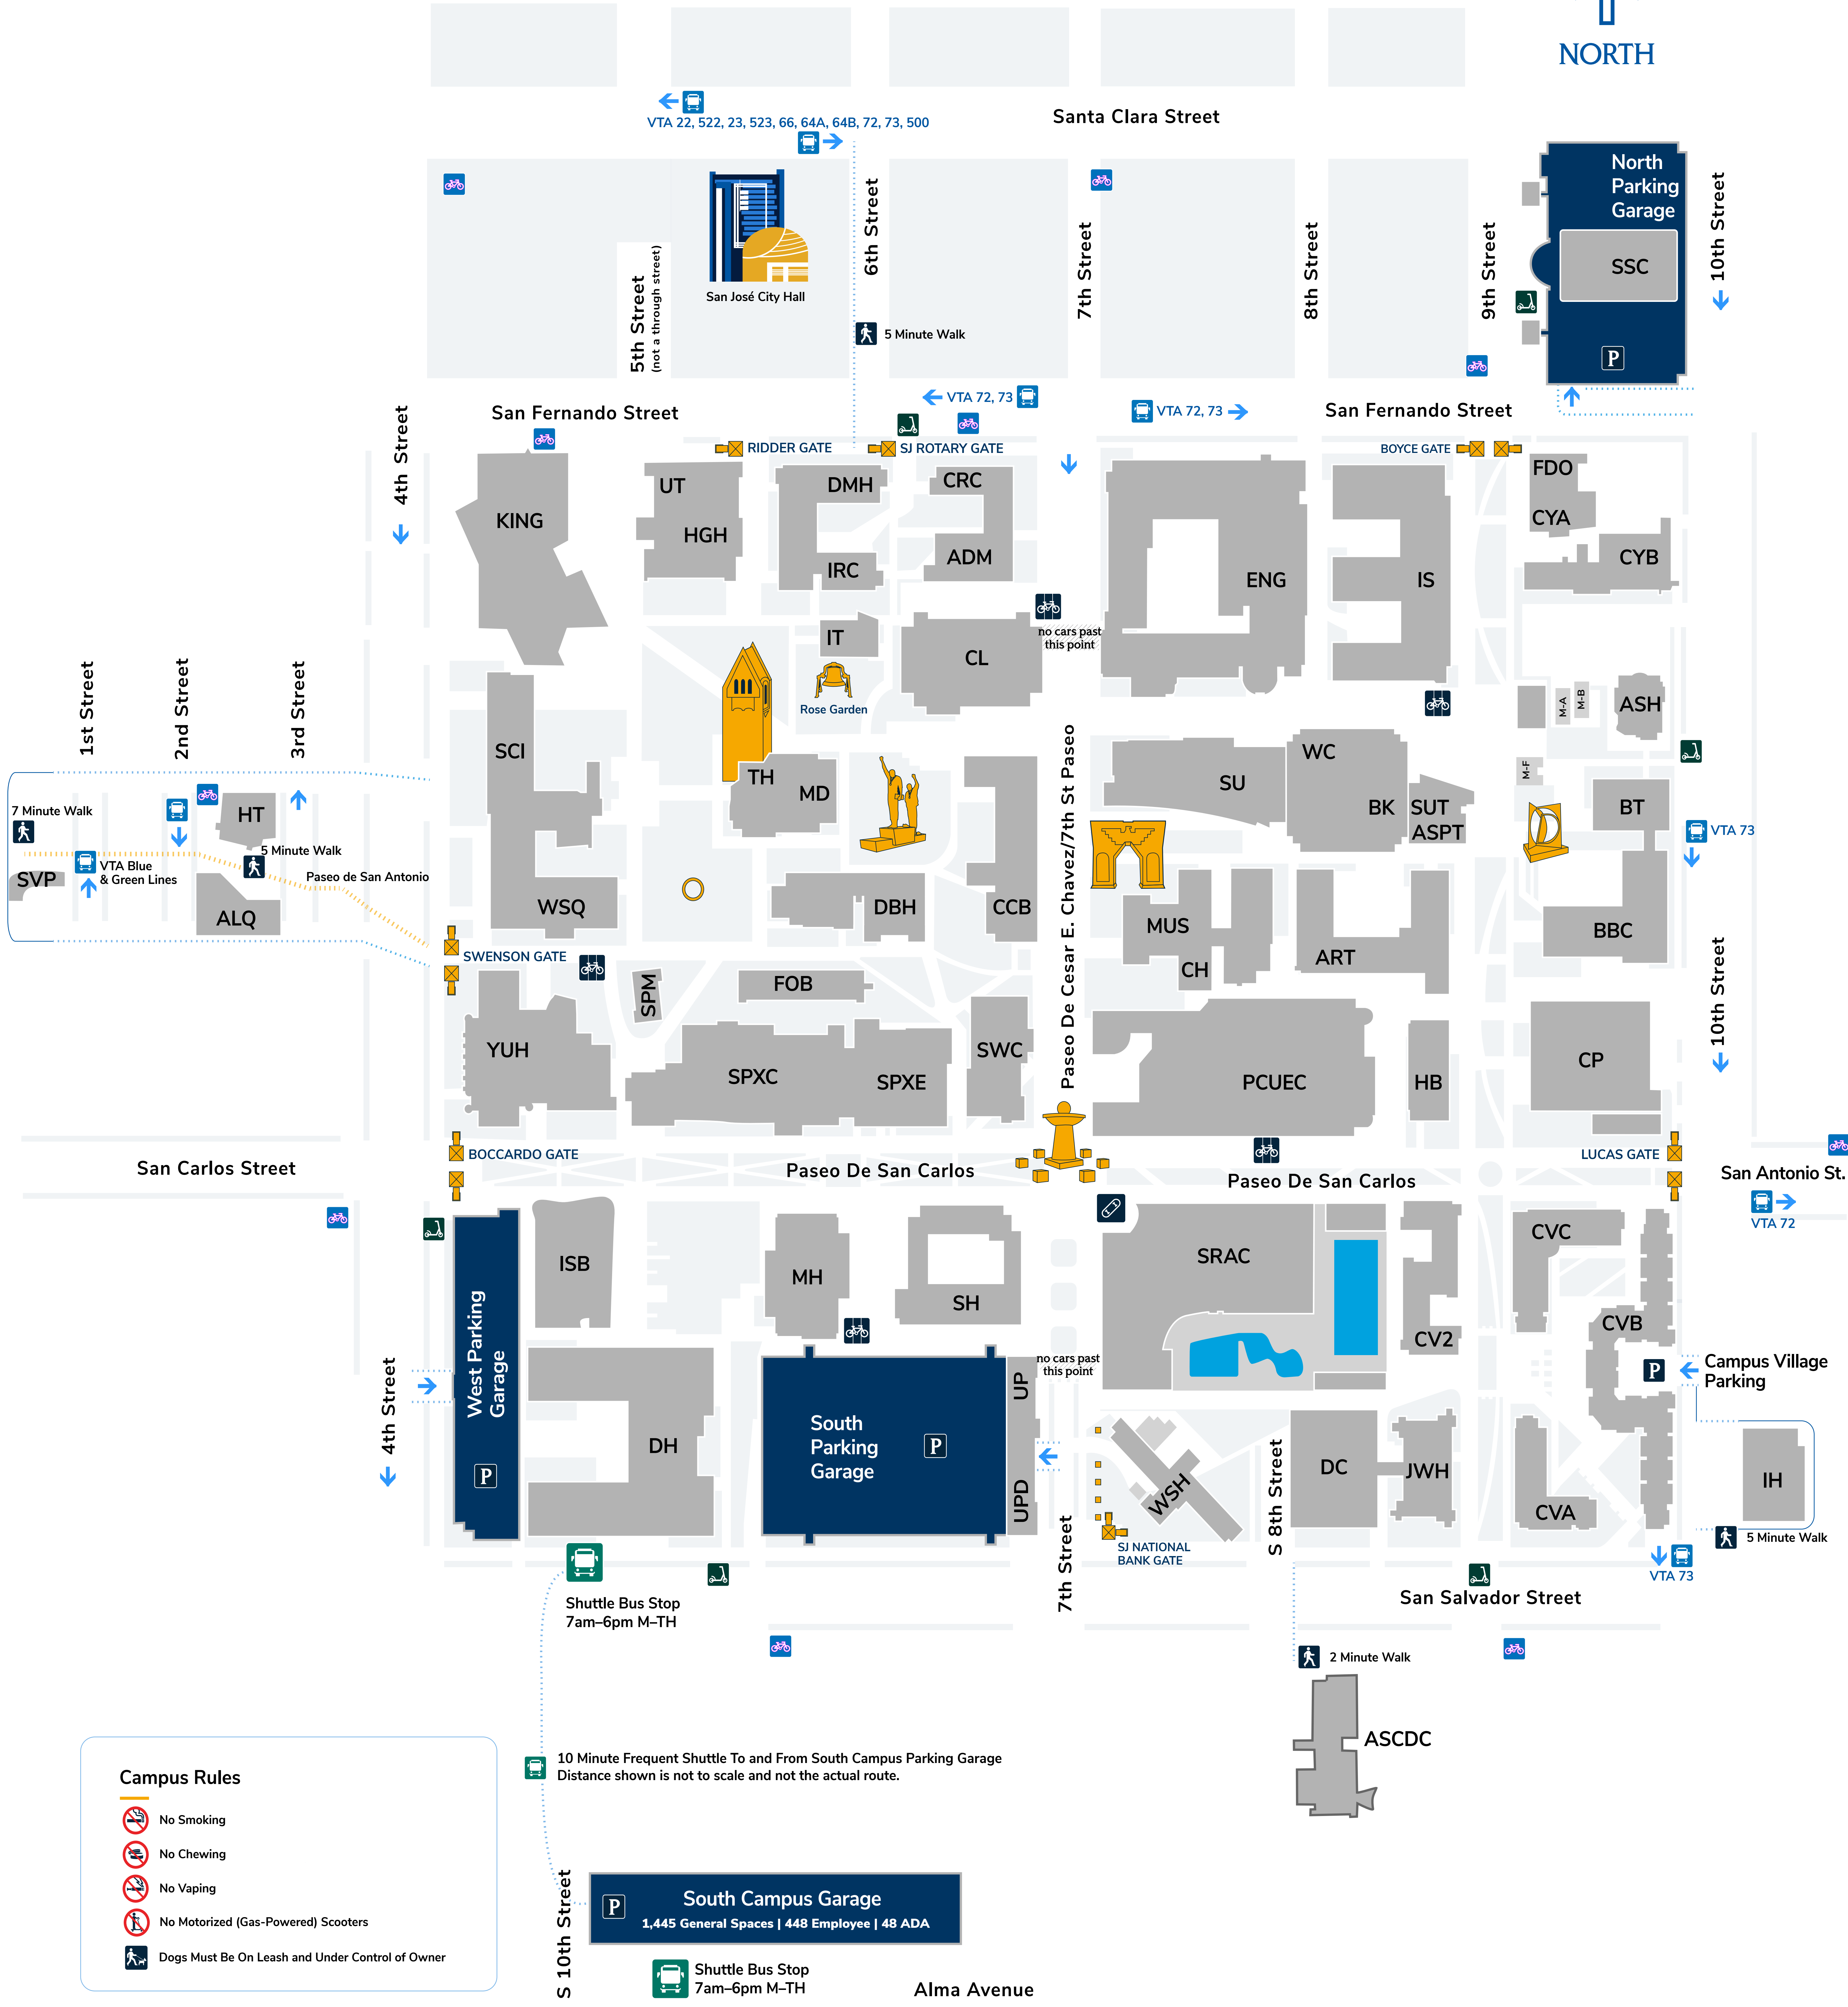 NORTH
VTA 22, 522, 23, 523, 66, 64A, 64B, 72, 73, 500
Santa Clara Street
North
Parking
Garage
SSC
P
10th Street
9th Street
8th Street
7th Street
6th Street
5th Street
(not a through street)
San José City Hall
5 Minute Walk
San Fernando Street
VTA 72, 73
VTA 72, 73
San Fernando Street
4th Street
RIDDER GATE
SJ ROTARY GATE
BOYCE GATE
KING
UT
HGH
DMH
IRC
CRC
ADM
ENG
IS
FDO
CYA
CYB
IT
CL
no cars past
this point
Rose Garden
1st Street
2nd Street
3rd Street
SCI
TH
MD
SU
WC
BK
SUT
ASPT
M-A
M-B
ASH
M-F
BT
VTA 73
7 Minute Walk
HT
5 Minute Walk
VTA Blue
& Green Lines
Paseo de San Antonio
SVP
ALQ
WSQ
DBH
CCB
Paseo De Cesar E. Chavez/7th St Paseo
MUS
CH
ART
BBC
10th Street
SWENSON GATE
SPM
FOB
YUH
SPXC
SPXE
SWC
PCUEC
HB
CP
San Carlos Street
BOCCARDO GATE
Paseo De San Carlos
Paseo De San Carlos
LUCAS GATE
San Antonio St.
VTA 72
West Parking
Garage
P
ISB
MH
SH
SRAC
CV2
CVC
CVB
P
Campus Village
Parking
4th Street
DH
South
Parking
Garage
P
UP
UPD
no cars past
this point
7th Street
WSH
SJ NATIONAL
BANK GATE
S 8th Street
DC
JWH
CVA
IH
5 Minute Walk
VTA 73
San Salvador Street
Shuttle Bus Stop
7am–6pm M–TH
2 Minute Walk
ASCDC
10 Minute Frequent Shuttle To and From South Campus Parking Garage
Distance shown is not to scale and not the actual route.
Campus Rules
No Smoking
No Chewing
No Vaping
No Motorized (Gas-Powered) Scooters
Dogs Must Be On Leash and Under Control of Owner
S 10th Street
P
South Campus Garage
1,445 General Spaces | 448 Employee | 48 ADA
Shuttle Bus Stop
7am–6pm M–TH
Alma Avenue